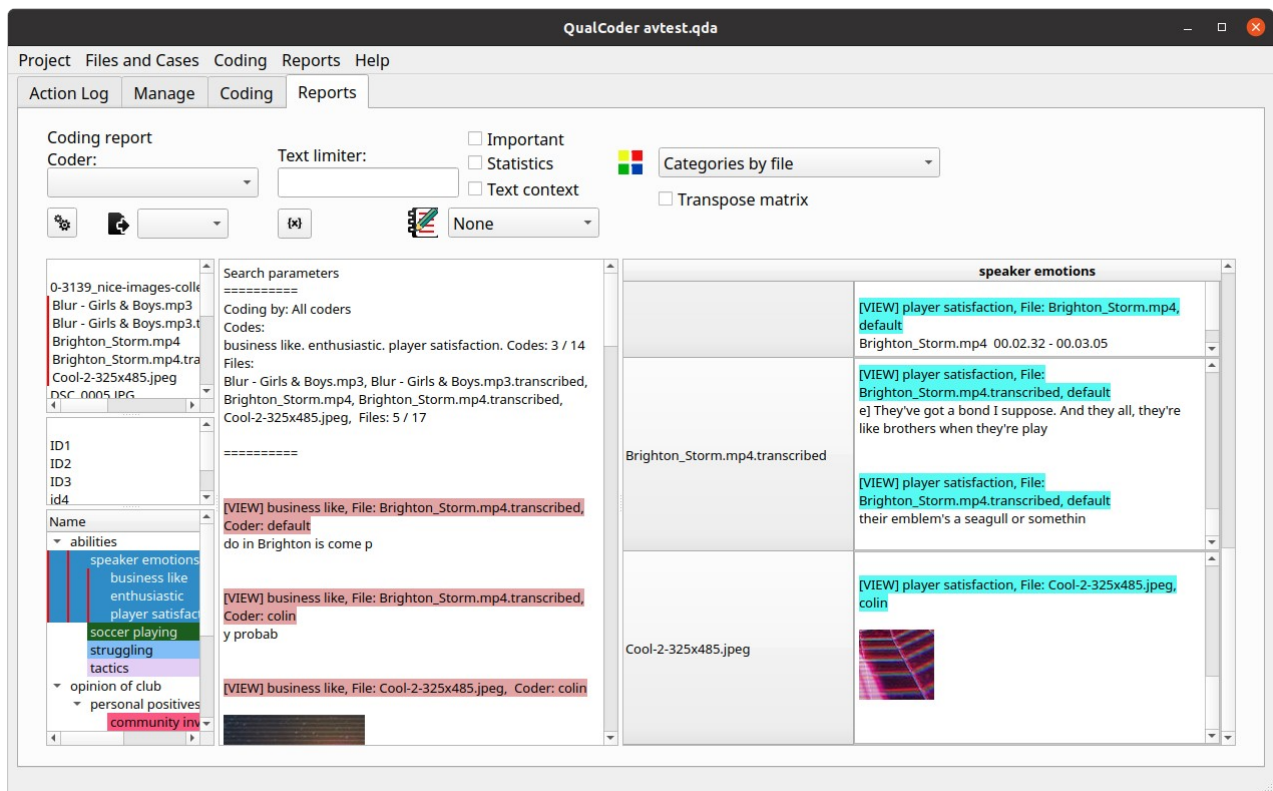 QualCoder avtest.qda
Project Files and Cases Coding Reports Help
Action Log Manage Coding Reports
Coding report
Coder:
Text limiter:
Important
Statistics
Text context
Categories by file
Transpose matrix
{x}
None
0-3139_nice-images-colle
Blur - Girls & Boys.mp3
Blur - Girls & Boys.mp3.t
Brighton_Storm.mp4
Brighton_Storm.mp4.tra
Cool-2-325x485.jpeg
DSC_0005.JPG
ID1
ID2
ID3
id4
Name
abilities
speaker emotions
business like
enthusiastic
player satisfact
soccer playing
struggling
tactics
opinion of club
personal positives
community inv
Search parameters
==========
Coding by: All coders
Codes:
business like. enthusiastic. player satisfaction. Codes: 3 / 14
Files:
Blur - Girls & Boys.mp3, Blur - Girls & Boys.mp3.transcribed,
Brighton_Storm.mp4, Brighton_Storm.mp4.transcribed,
Cool-2-325x485.jpeg, Files: 5 / 17
==========
[VIEW] business like, File: Brighton_Storm.mp4.transcribed,
Coder: default
do in Brighton is come p
[VIEW] business like, File: Brighton_Storm.mp4.transcribed,
Coder: colin
y probab
[VIEW] business like, File: Cool-2-325x485.jpeg, Coder: colin
speaker emotions
[VIEW] player satisfaction, File: Brighton_Storm.mp4,
default
Brighton_Storm.mp4 00.02.32 - 00.03.05
Brighton_Storm.mp4.transcribed
[VIEW] player satisfaction, File:
Brighton_Storm.mp4.transcribed, default
e] They've got a bond I suppose. And they all, they're
like brothers when they're play
[VIEW] player satisfaction, File:
Brighton_Storm.mp4.transcribed, default
their emblem's a seagull or somethin
Cool-2-325x485.jpeg
[VIEW] player satisfaction, File: Cool-2-325x485.jpeg,
colin